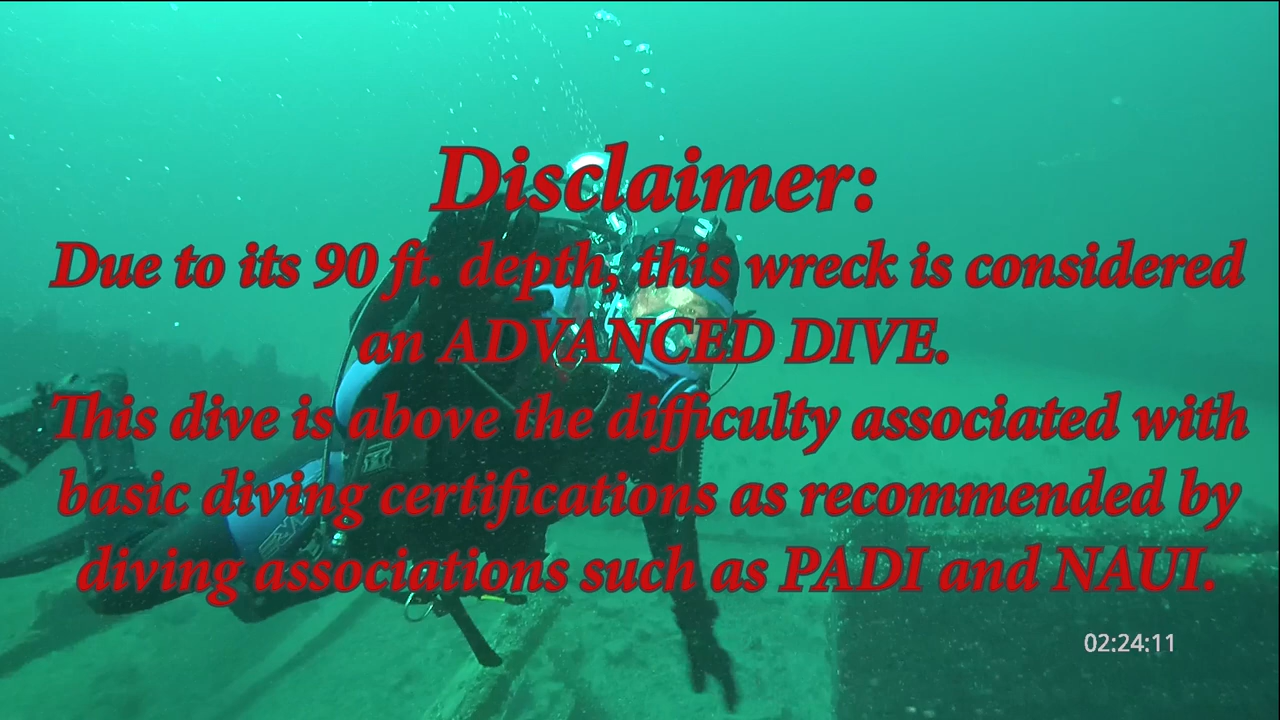 Disclaimer:
Due to its 90 ft. depth, this wreck is considered
an ADVANCED DIVE.
This dive is above the difficulty associated with
basic diving certifications as recommended by
diving associations such as PADI and NAUI.
02:24:11